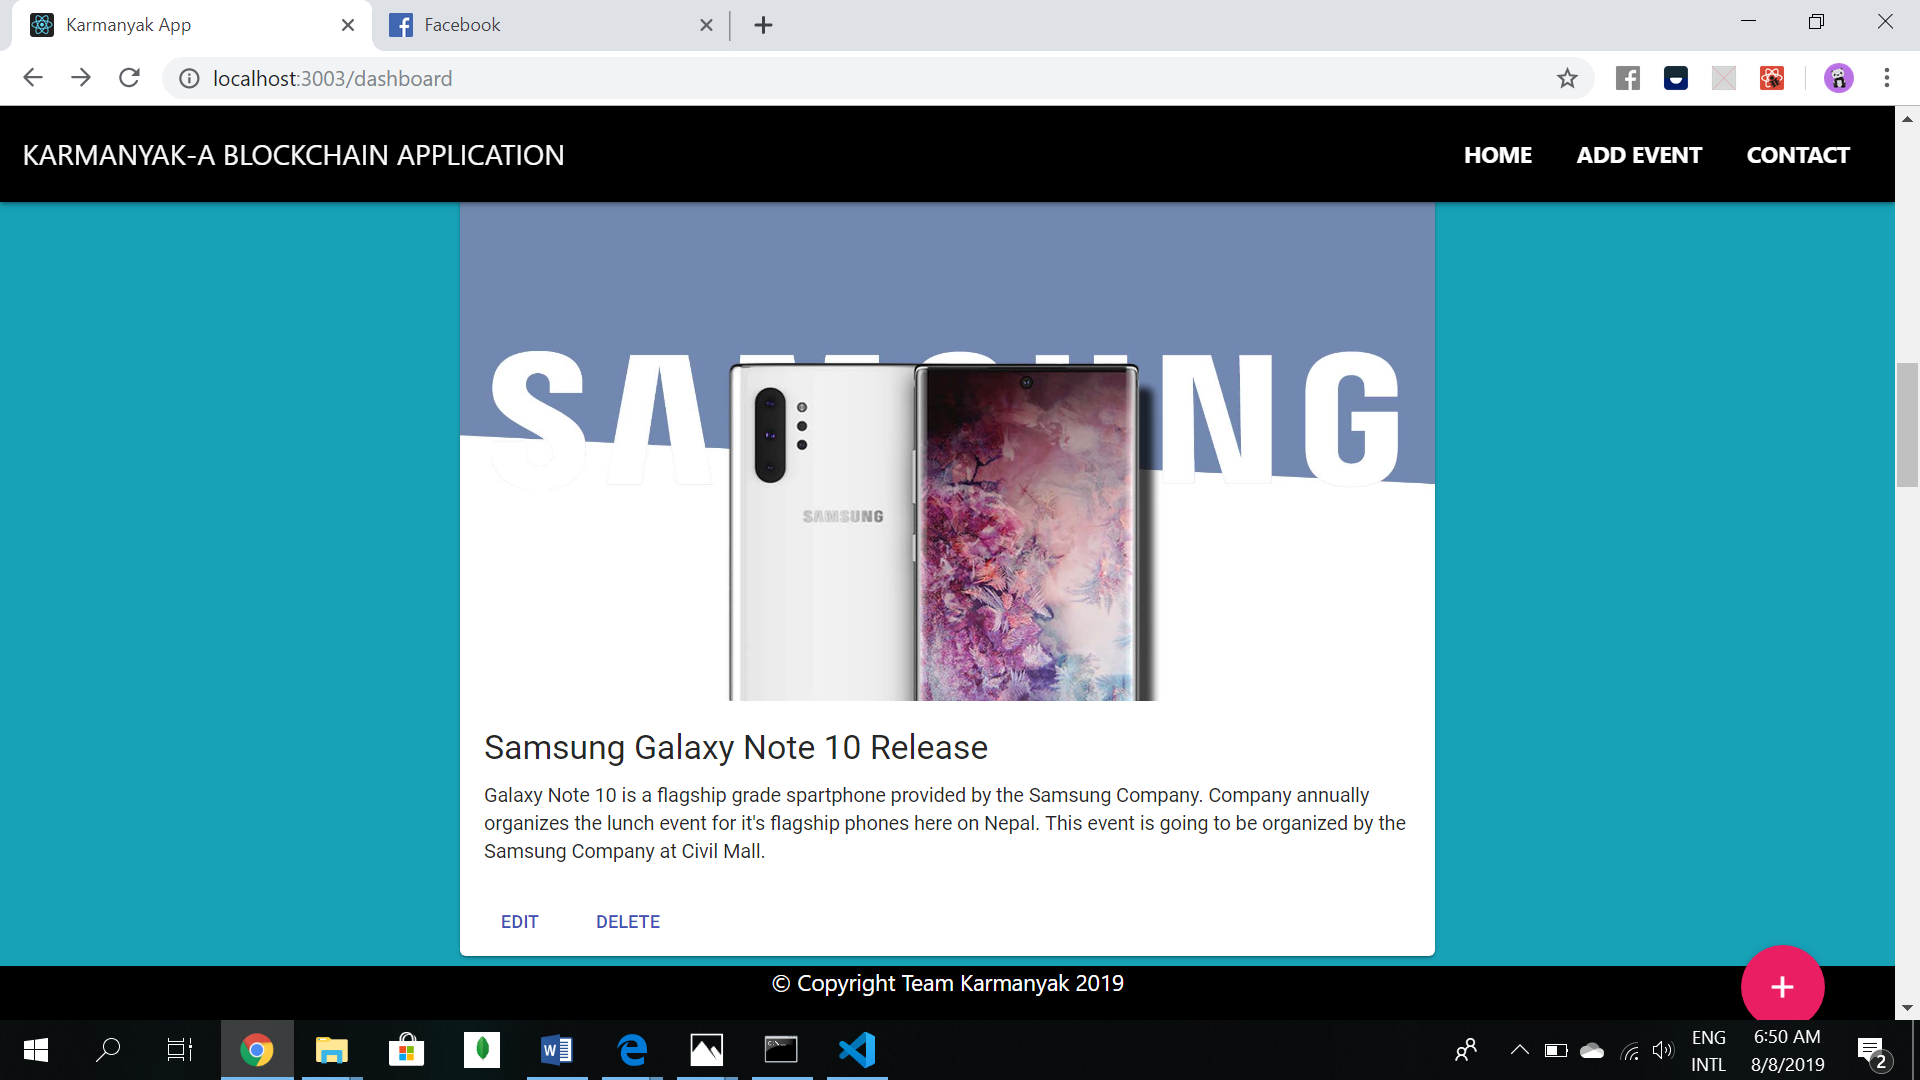 Karmanyak App
Facebook
localhost:3003/dashboard
KARMANYAK-A BLOCKCHAIN APPLICATION
HOME
ADD EVENT
CONTACT
SAMSUNG
SAMSUNG
Samsung Galaxy Note 10 Release
Galaxy Note 10 is a flagship grade spartphone provided by the Samsung Company. Company annually
organizes the lunch event for it's flagship phones here on Nepal. This event is going to be organized by the
Samsung Company at Civil Mall.
EDIT
DELETE
© Copyright Team Karmanyak 2019
+
ENG
INTL
6:50 AM
8/8/2019
2